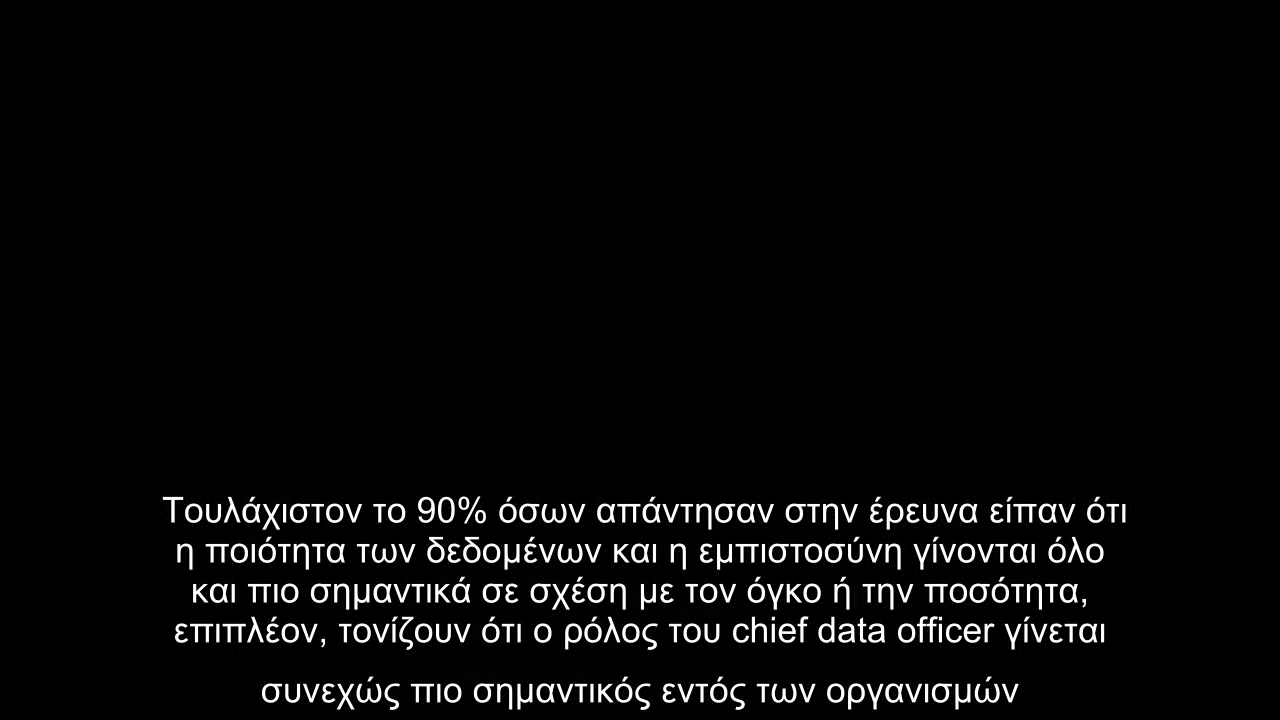 Τουλάχιστον το 90% όσων απάντησαν στην έρευνα είπαν ότι
η ποιότητα των δεδομένων και η εμπιστοσύνη γίνονται όλο
και πιο σημαντικά σε σχέση με τον όγκο ή την ποσότητα,
επιπλέον, τονίζουν ότι ο ρόλος του chief data officer γίνεται
συνεχώς πιο σημαντικός εντός των οργανισμών